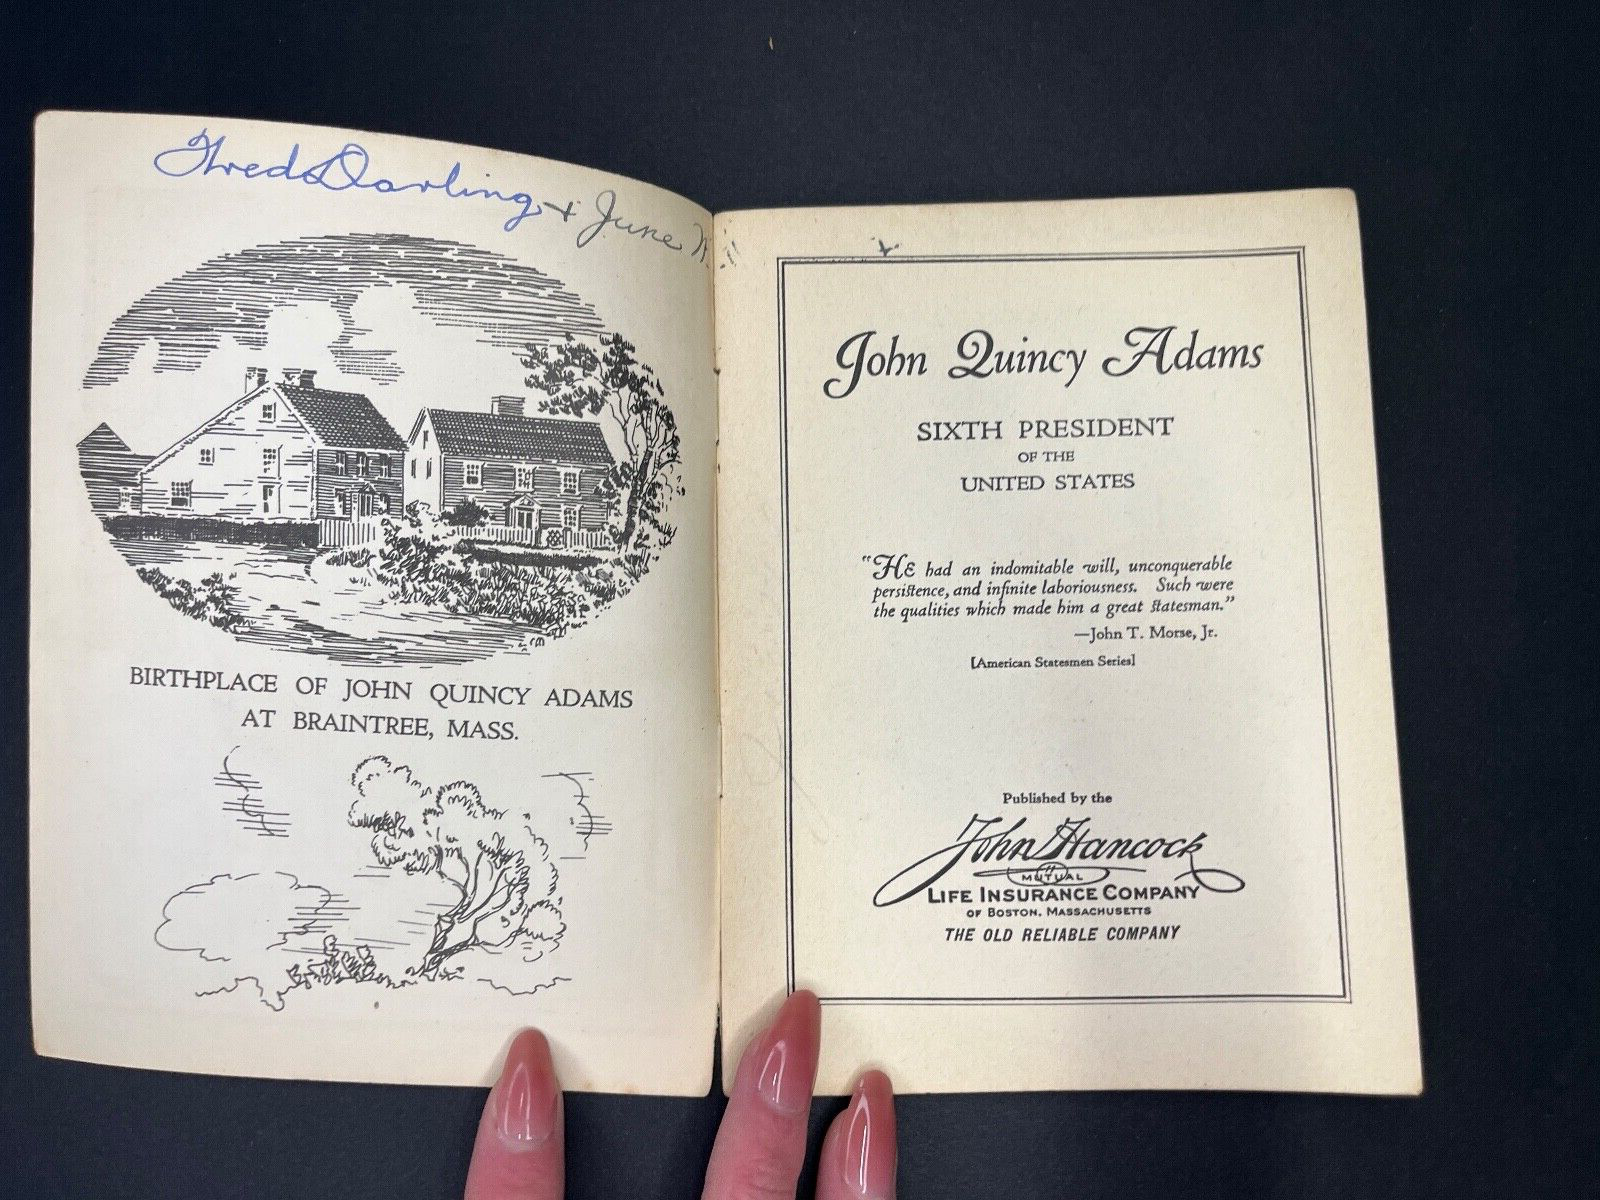 Fred Darling + June
BIRTHPLACE OF JOHN QUINCY ADAMS
AT BRAINTREE, MASS.
John Quincy Adams
SIXTH PRESIDENT
OF THE
UNITED STATES
"HE had an indomitable will, unconquerable
persistence, and infinite laboriousness. Such were
the qualities which made him a great statesman."
—John T. Morse, Jr.
[American Statesmen Series]
Published by the
John Hancock
MUTUAL
LIFE INSURANCE COMPANY
OF BOSTON, MASSACHUSETTS
THE OLD RELIABLE COMPANY